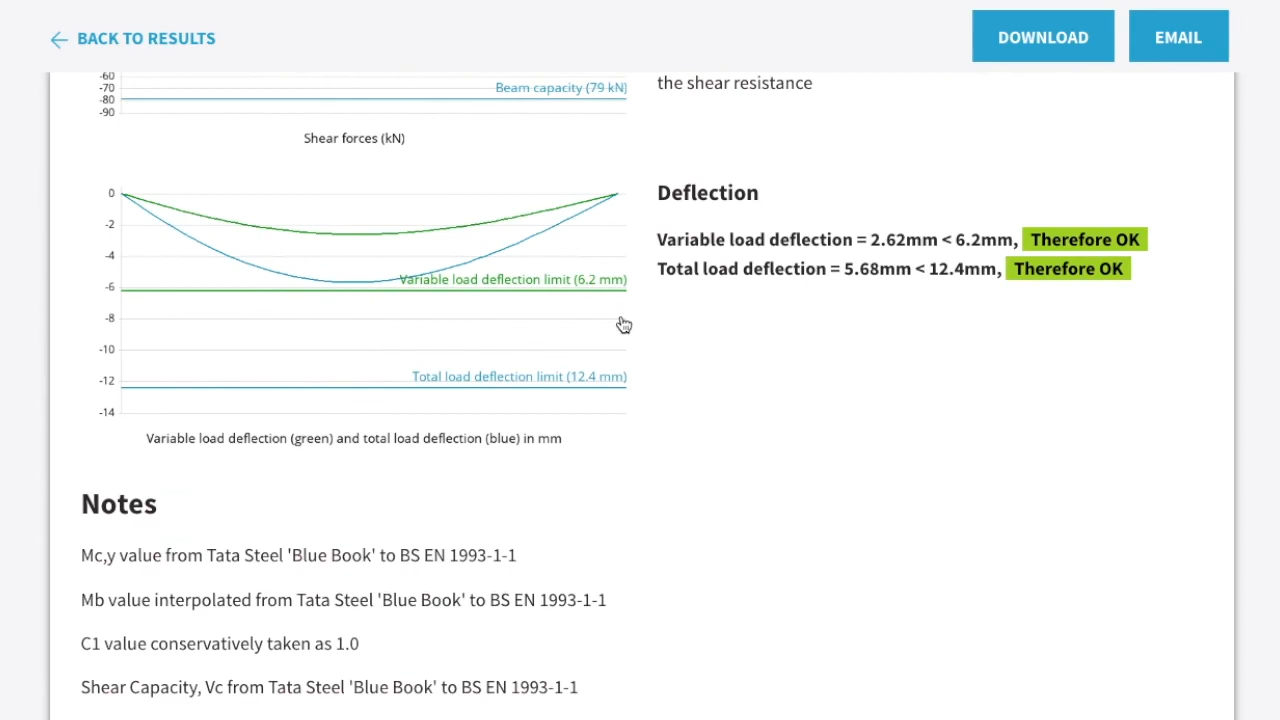 BACK TO RESULTS
DOWNLOAD
EMAIL
-60
-70
-80
-90
Beam capacity (79 kN)
Shear forces (kN)
the shear resistance
0
-2
-4
-6
-8
-10
-12
-14
Variable load deflection limit (6.2 mm)
Total load deflection limit (12.4 mm)
Variable load deflection (green) and total load deflection (blue) in mm
Deflection
Variable load deflection = 2.62mm < 6.2mm, Therefore OK
Total load deflection = 5.68mm < 12.4mm, Therefore OK
Notes
Mc,y value from Tata Steel 'Blue Book' to BS EN 1993-1-1
Mb value interpolated from Tata Steel 'Blue Book' to BS EN 1993-1-1
C1 value conservatively taken as 1.0
Shear Capacity, Vc from Tata Steel 'Blue Book' to BS EN 1993-1-1